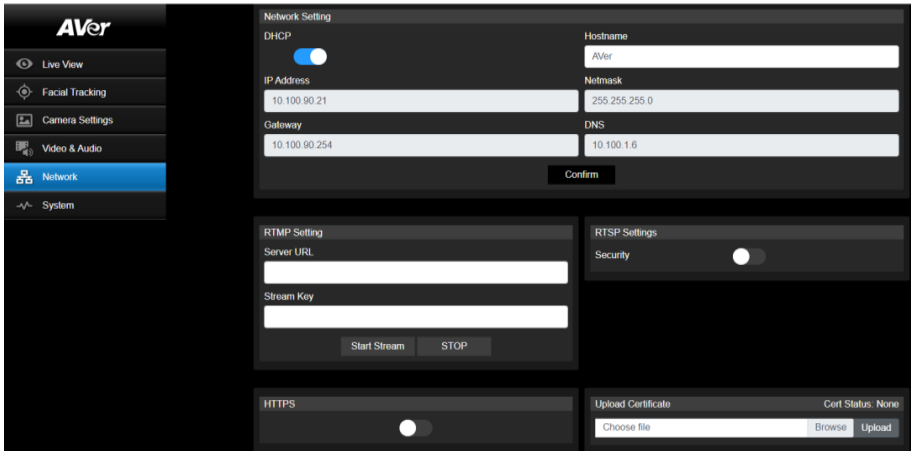 AVer
Live View
Facial Tracking
Camera Settings
Video & Audio
Network
System
Network Setting
DHCP
Hostname
AVer
IP Address
Netmask
10.100.90.21
255.255.255.0
Gateway
DNS
10.100.90.254
10.100.1.6
Confirm
RTMP Setting
Server URL
Stream Key
Start Stream
STOP
RTSP Settings
Security
HTTPS
Upload Certificate
Cert Status: None
Choose file
Browse
Upload